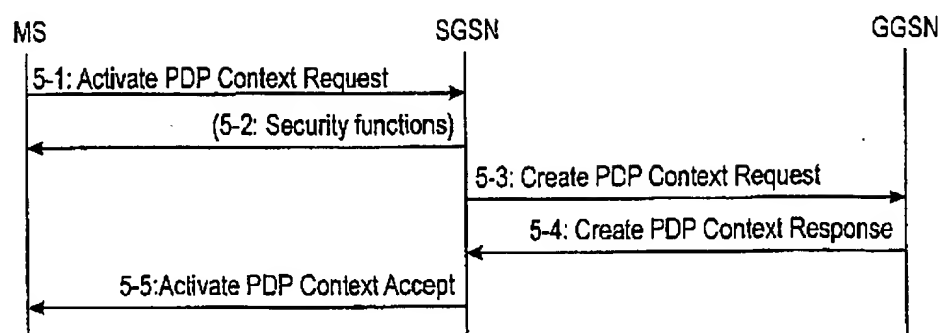 MS SGSN GGSN
5-1: Activate PDP Context Request
(5-2: Security functions)
5-3: Create PDP Context Request
5-4: Create PDP Context Response
5-5:Activate PDP Context Accept